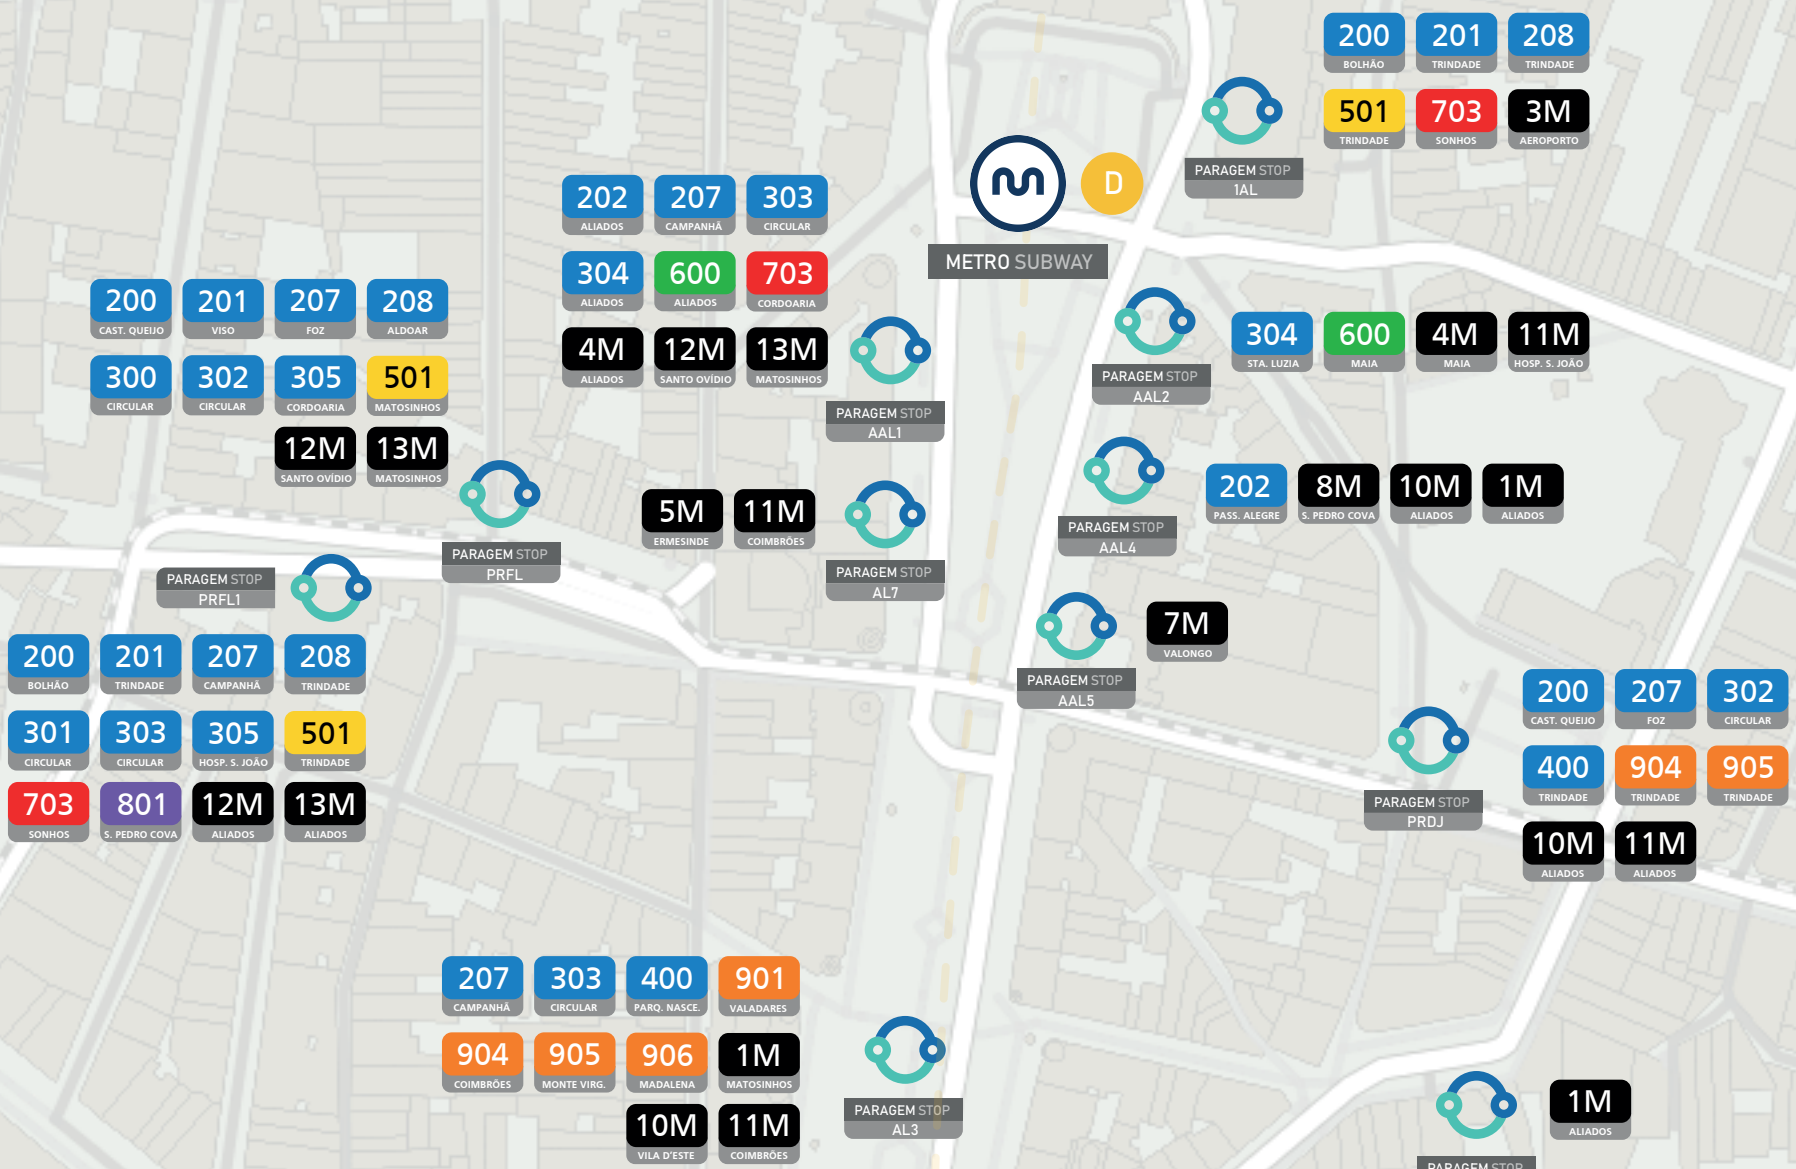 200 201 208
BOLHÃO TRINDADE TRINDADE
501 703 3M
TRINDADE SONHOS AEROPORTO
PARAGEM STOP
1AL
D
METRO SUBWAY
202 207 303
ALIADOS CAMPANHÃ CIRCULAR
304 600 703
ALIADOS ALIADOS CORDOARIA
4M 12M 13M
ALIADOS SANTO OVÍDIO MATOSINHOS
PARAGEM STOP
AAL1
200 201 207 208
CAST. QUEIJO VISO FOZ ALDOAR
300 302 305 501
CIRCULAR CIRCULAR CORDOARIA MATOSINHOS
12M 13M
SANTO OVÍDIO MATOSINHOS
PARAGEM STOP
PRFL
304 600 4M 11M
STA. LUZIA MAIA MAIA HOSP. S. JOÃO
PARAGEM STOP
AAL2
202 8M 10M 1M
PASS. ALEGRE S. PEDRO COVA ALIADOS ALIADOS
PARAGEM STOP
AAL4
5M 11M
ERMESINDE COIMBRÕES
PARAGEM STOP
AL7
7M
VALONGO
PARAGEM STOP
AAL5
PARAGEM STOP
PRFL1
200 201 207 208
BOLHÃO TRINDADE CAMPANHÃ TRINDADE
301 303 305 501
CIRCULAR CIRCULAR HOSP. S. JOÃO TRINDADE
703 801 12M 13M
SONHOS S. PEDRO COVA ALIADOS ALIADOS
200 207 302
CAST. QUEIJO FOZ CIRCULAR
400 904 905
TRINDADE TRINDADE TRINDADE
10M 11M
ALIADOS ALIADOS
PARAGEM STOP
PRDJ
207 303 400 901
CAMPANHÃ CIRCULAR PARQ. NASCE. VALADARES
904 905 906 1M
COIMBRÕES MONTE VIRG. MADALENA MATOSINHOS
10M 11M
VILA D'ESTE COIMBRÕES
PARAGEM STOP
AL3
1M
ALIADOS
PARAGEM STOP